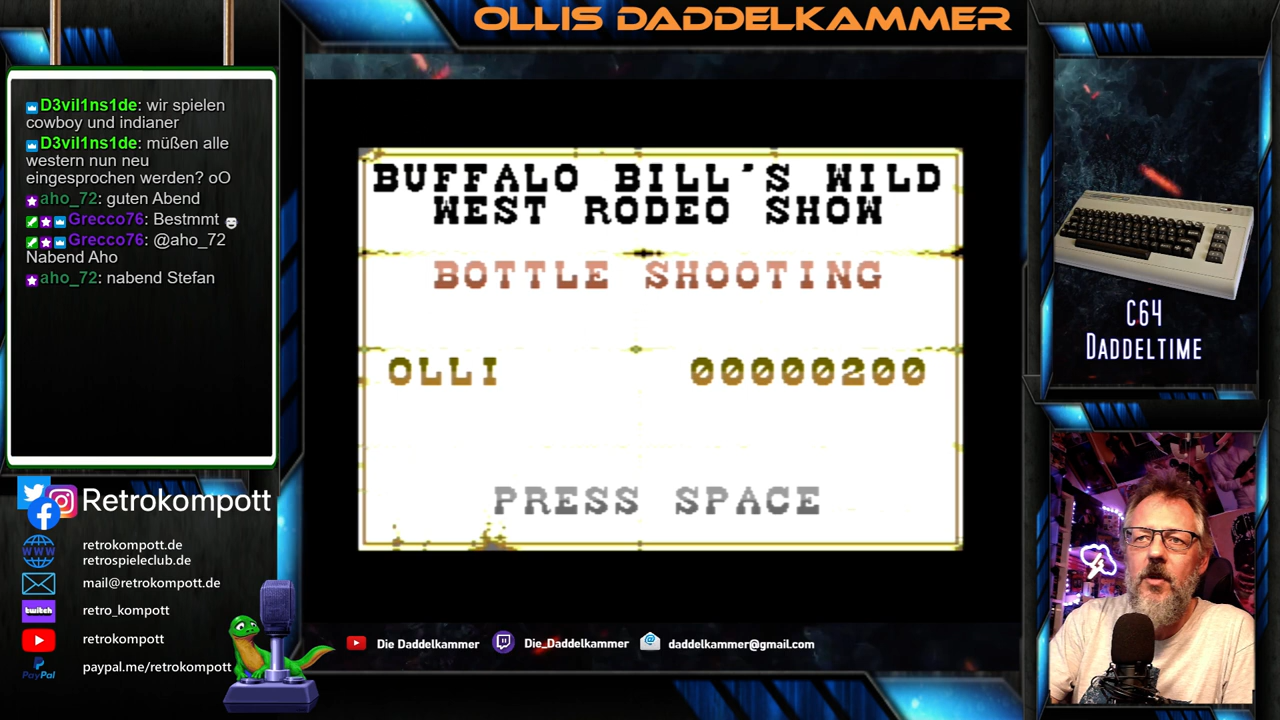 OLLIS DADDELKAMMER
D3vil1ns1de: wir spielen
cowboy und indianer
D3vil1ns1de: müßen alle
western nun neu
eingesprochen werden? oO
aho_72: guten Abend
Grecco76: Bestmmt
Grecco76: @aho_72
Nabend Aho
aho_72: nabend Stefan
BUFFALO BILL'S WILD
WEST RODEO SHOW
BOTTLE SHOOTING
OLLI 00000200
PRESS SPACE
C64
DADDELTIME
Retrokompott
www retrokompott.de
retrospieleclub.de
mail@retrokompott.de
twitch retro_kompott
retrokompott
PayPal paypal.me/retrokompott
Die Daddelkammer Die_Daddelkammer daddelkammer@gmail.com